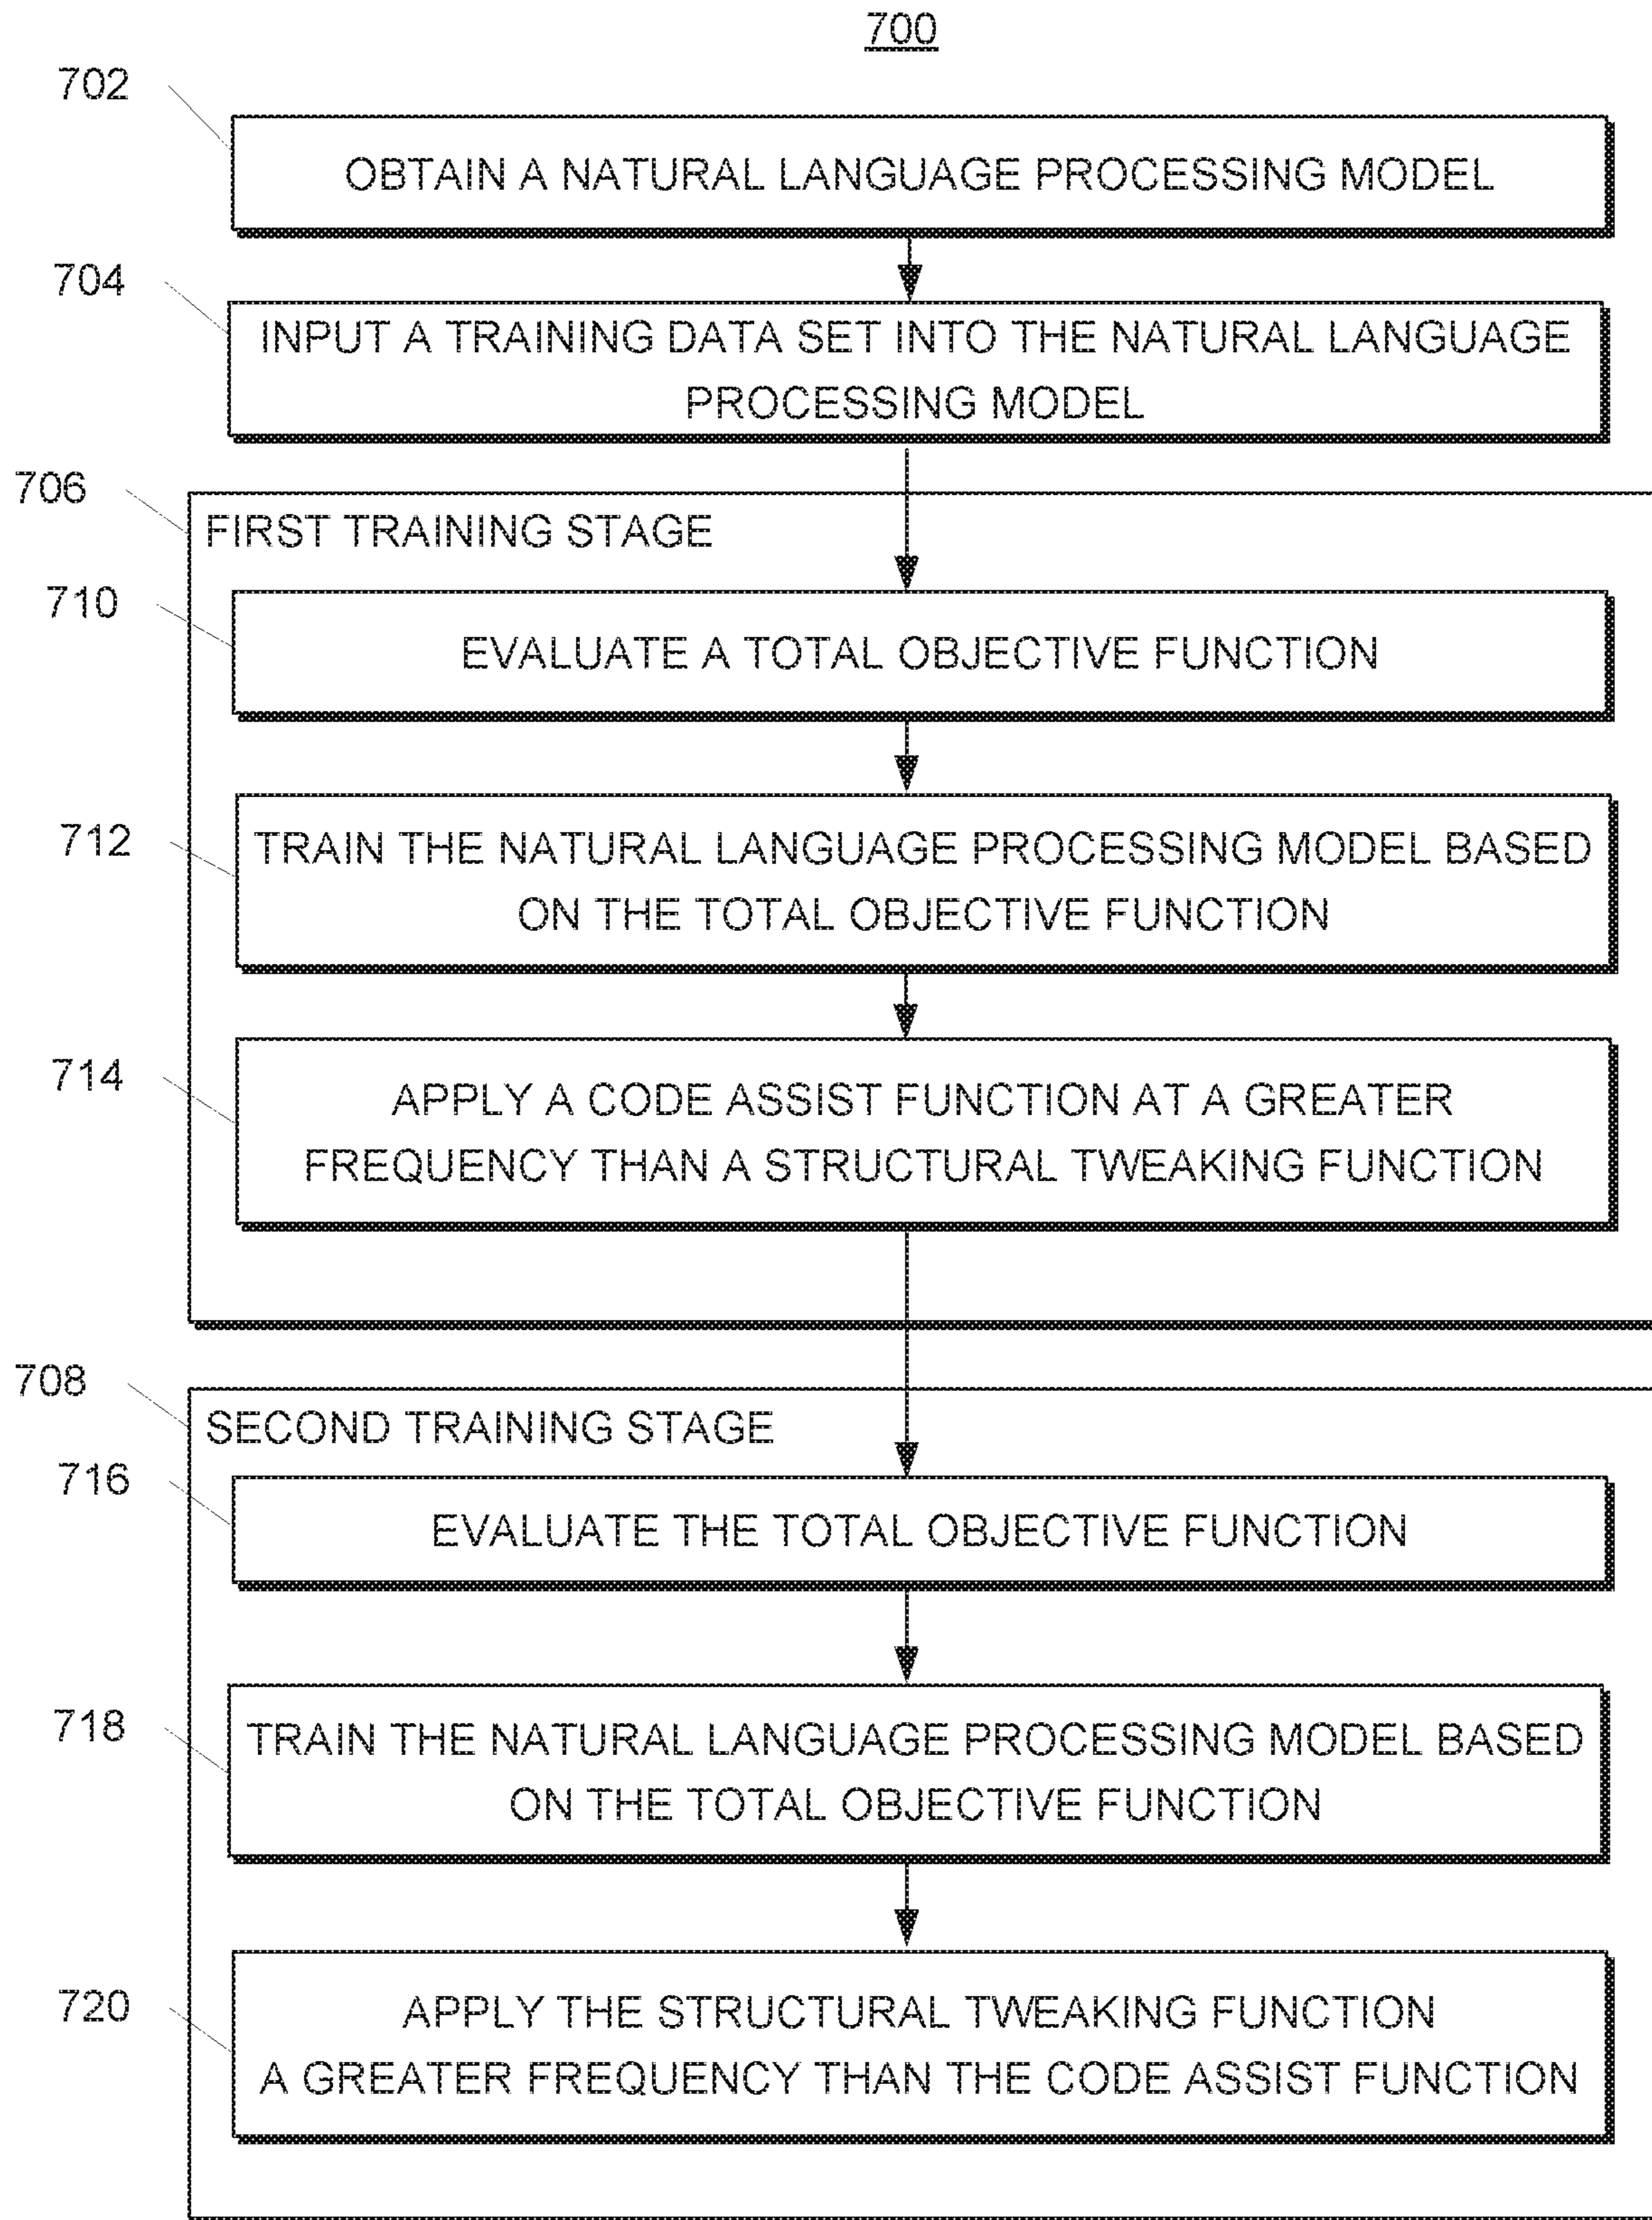 700
702
OBTAIN A NATURAL LANGUAGE PROCESSING MODEL
704
INPUT A TRAINING DATA SET INTO THE NATURAL LANGUAGE
PROCESSING MODEL
706
FIRST TRAINING STAGE
710
EVALUATE A TOTAL OBJECTIVE FUNCTION
712
TRAIN THE NATURAL LANGUAGE PROCESSING MODEL BASED
ON THE TOTAL OBJECTIVE FUNCTION
714
APPLY A CODE ASSIST FUNCTION AT A GREATER
FREQUENCY THAN A STRUCTURAL TWEAKING FUNCTION
708
SECOND TRAINING STAGE
716
EVALUATE THE TOTAL OBJECTIVE FUNCTION
718
TRAIN THE NATURAL LANGUAGE PROCESSING MODEL BASED
ON THE TOTAL OBJECTIVE FUNCTION
720
APPLY THE STRUCTURAL TWEAKING FUNCTION
A GREATER FREQUENCY THAN THE CODE ASSIST FUNCTION